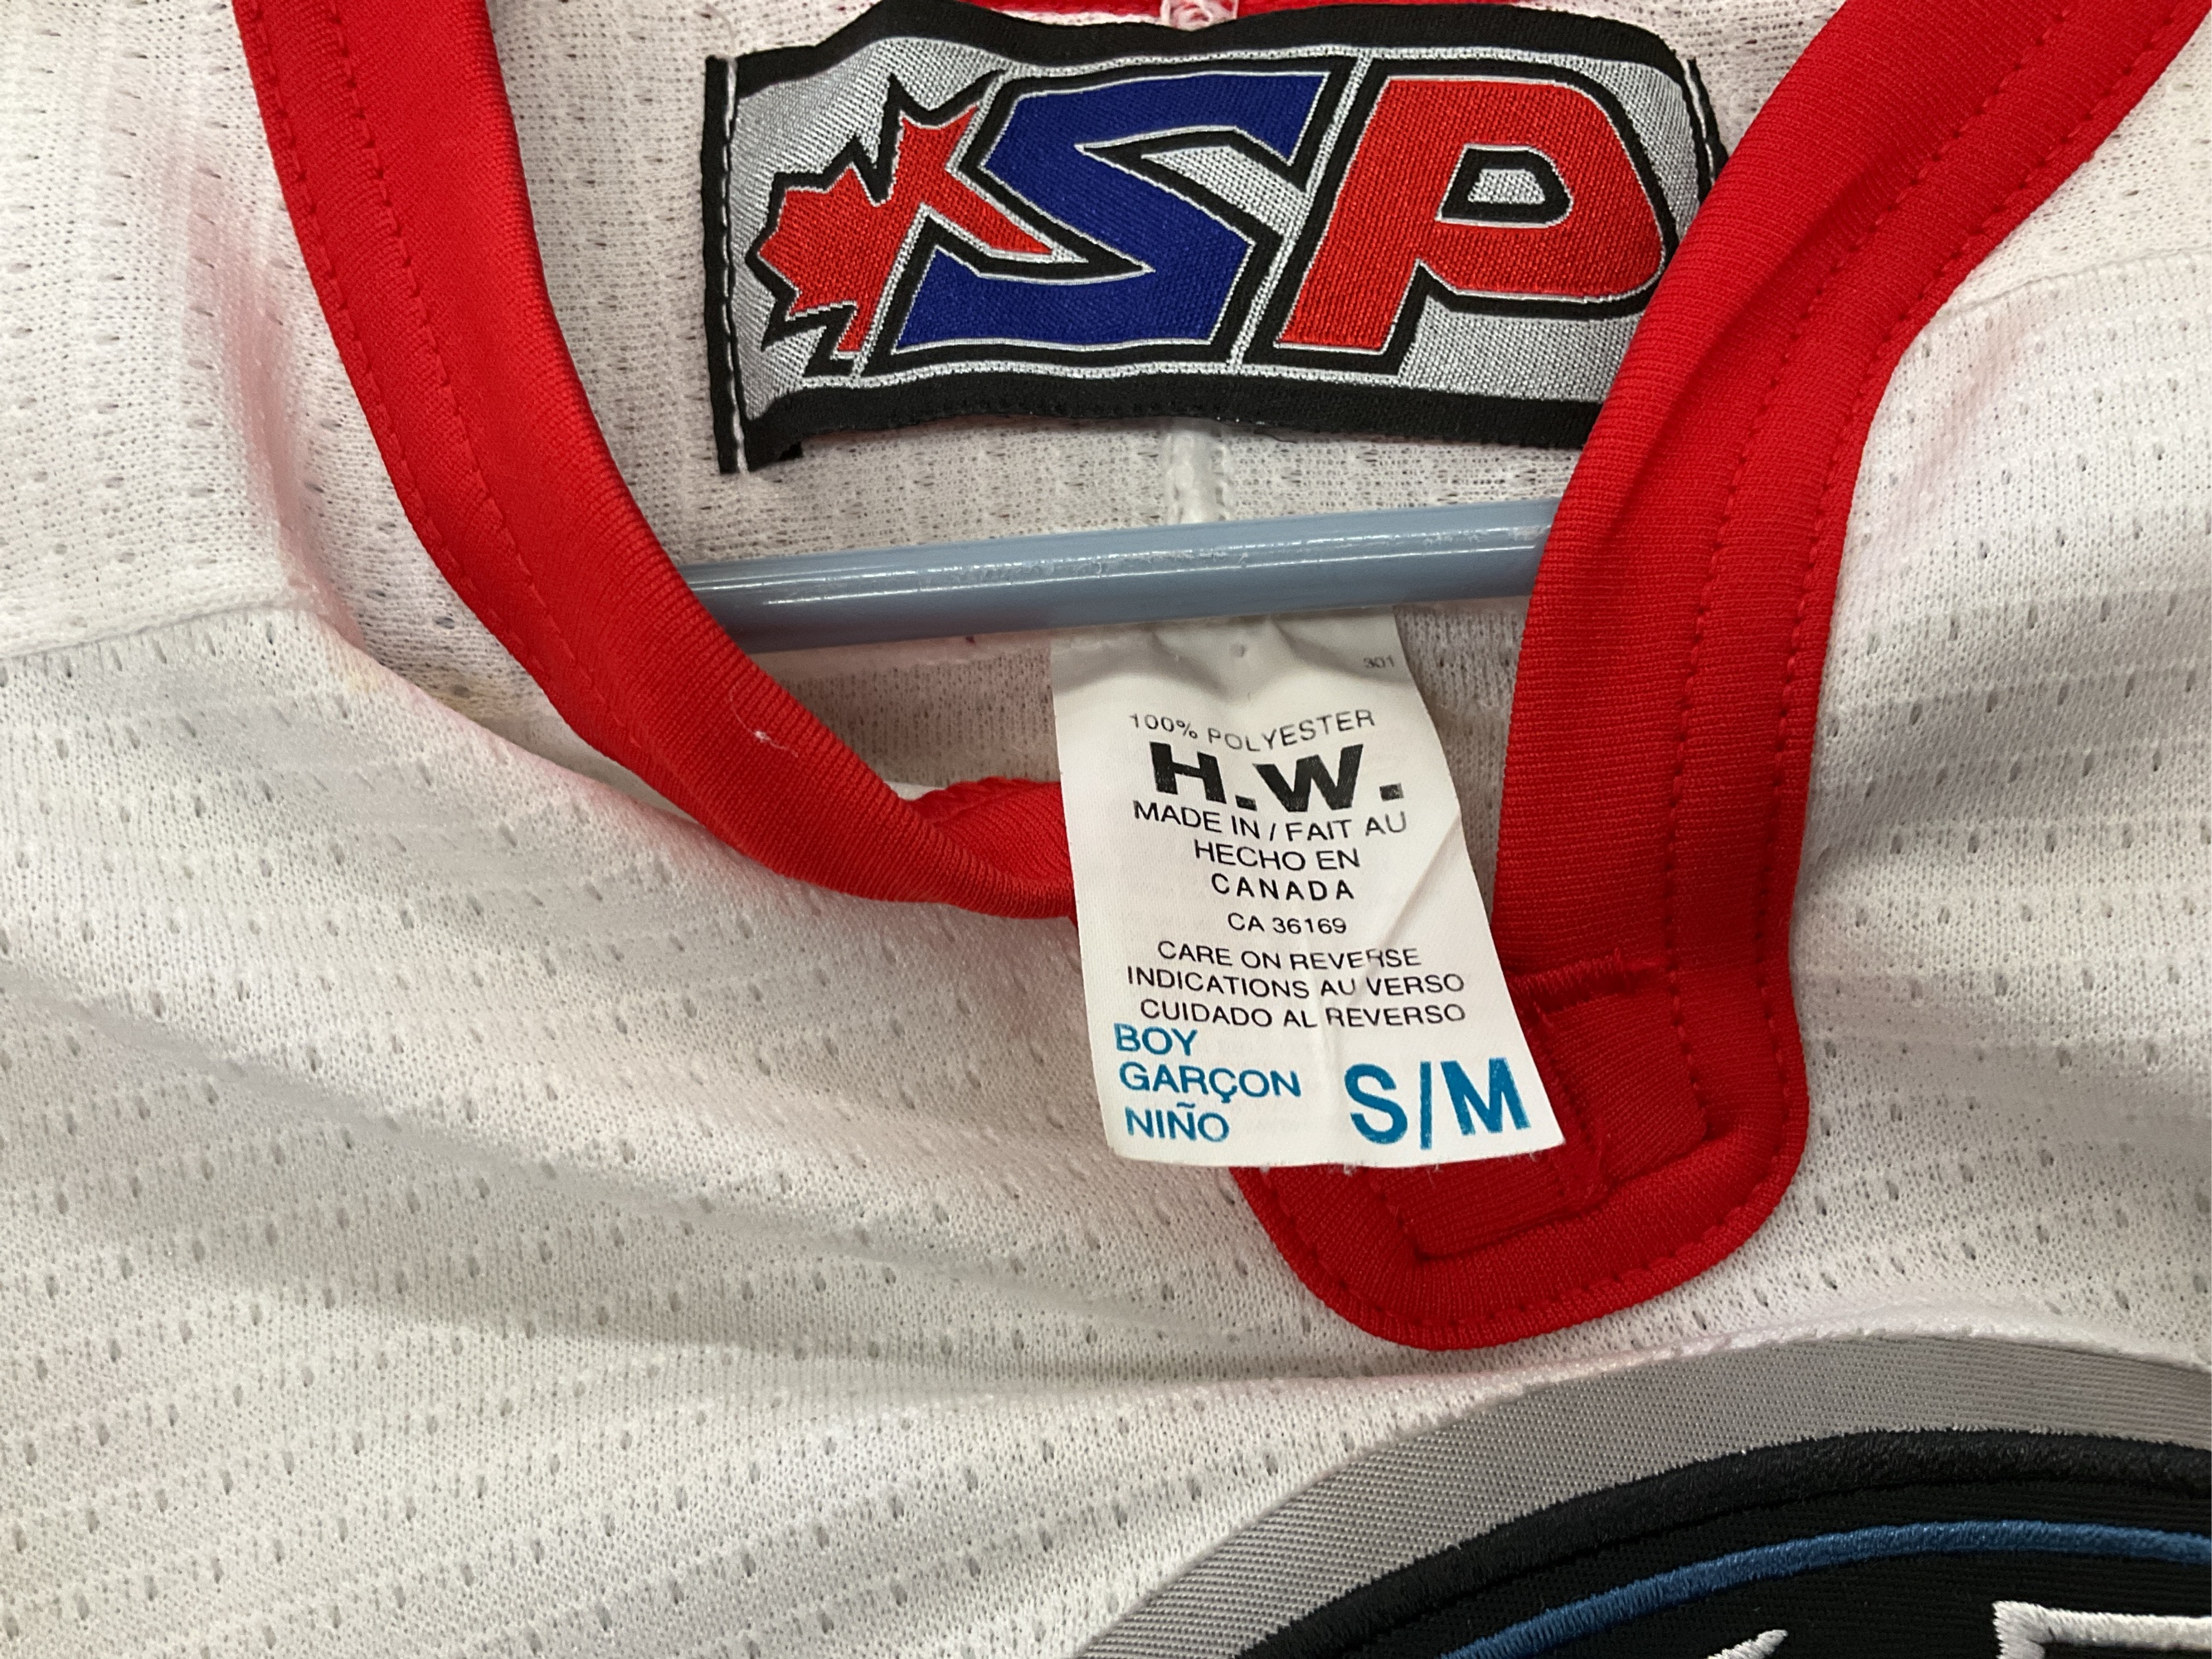 SP
301
100% POLYESTER
H.W.
MADE IN / FAIT AU
HECHO EN
CANADA
CA 36169
CARE ON REVERSE
INDICATIONS AU VERSO
CUIDADO AL REVERSO
BOY
GARÇON
NIÑO
S/M